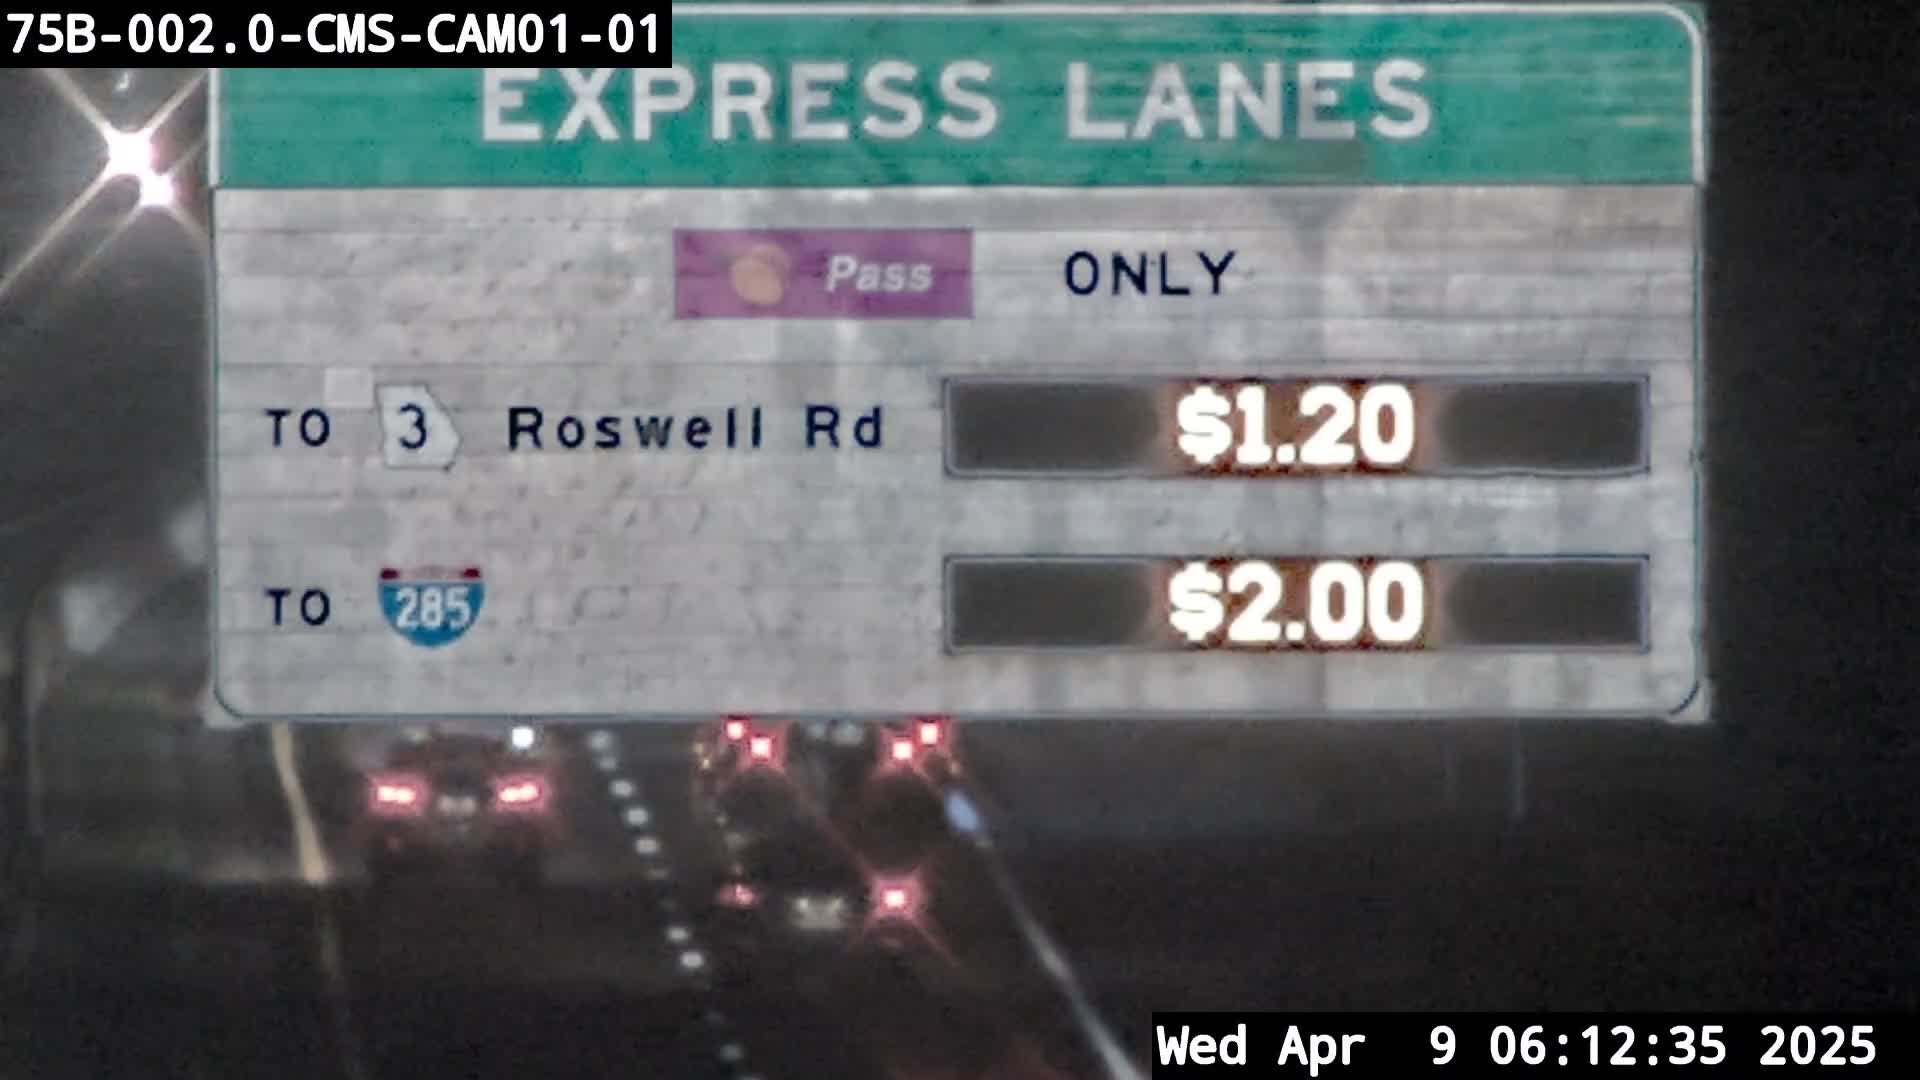 75B-002.0-CMS-CAM01-01
EXPRESS LANES
Pass ONLY
TO 3 Roswell Rd $1.20
TO 285 $2.00
Wed Apr 9 06:12:35 2025